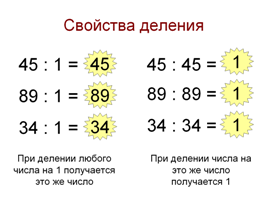 Свойства деления
45 : 1 = 45
89 : 1 = 89
34 : 1 = 34
При делении любого
числа на 1 получается
это же число
45 : 45 = 1
89 : 89 = 1
34 : 34 = 1
При делении числа на
это же число
получается 1